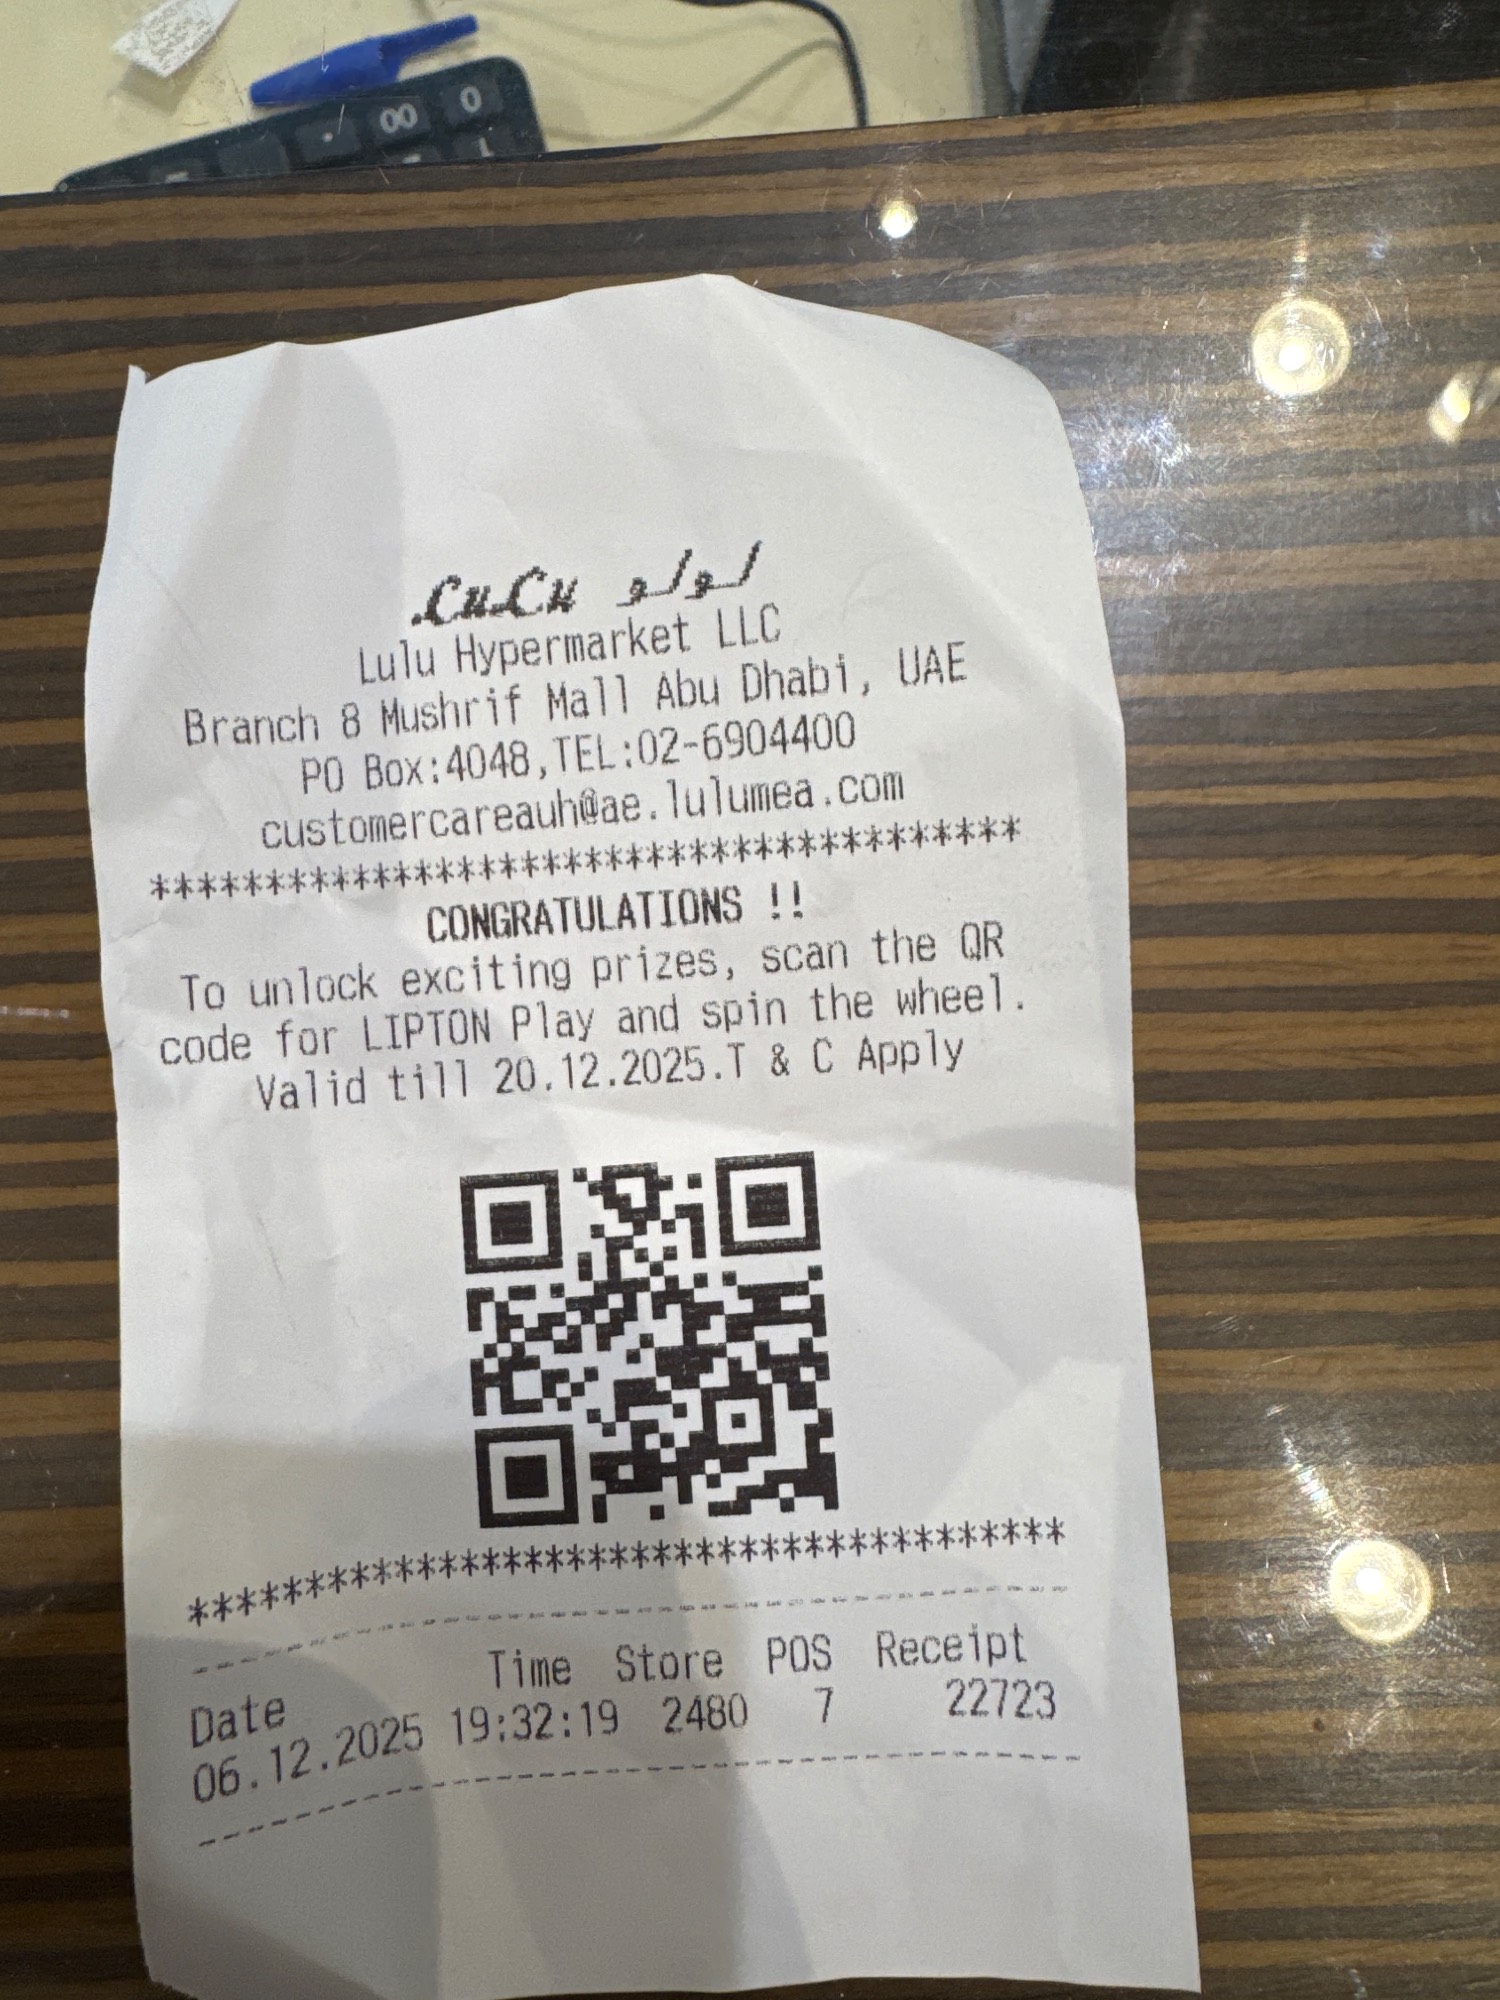 00 0
LuLu لولو
Lulu Hypermarket LLC
Branch 8 Mushrif Mall Abu Dhabi, UAE
PO Box:4048,TEL:02-6904400
customercareauh@ae.lulumea.com
**************************************
CONGRATULATIONS !!
To unlock exciting prizes, scan the QR
code for LIPTON Play and spin the wheel.
Valid till 20.12.2025.T & C Apply
**************************************
Date Time Store POS Receipt
06.12.2025 19:32:19 2480 7 22723